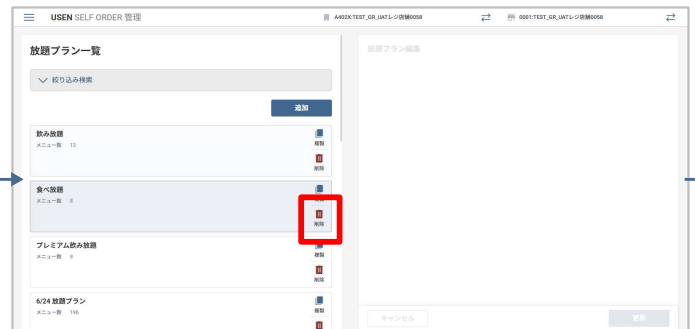 USEN SELF ORDER 管理
A402X:TEST_GR_UATレジ店舗0058
0001:TEST_GR_UATレジ店舗0058
放題プラン一覧
放題プラン編集
絞り込み検索
追加
飲み放題
メニュー数 13
複製
削除
食べ放題
メニュー数 8
削除
プレミアム飲み放題
メニュー数 9
複製
削除
6/24 放題プラン
メニュー数 196
複製
キャンセル
更新